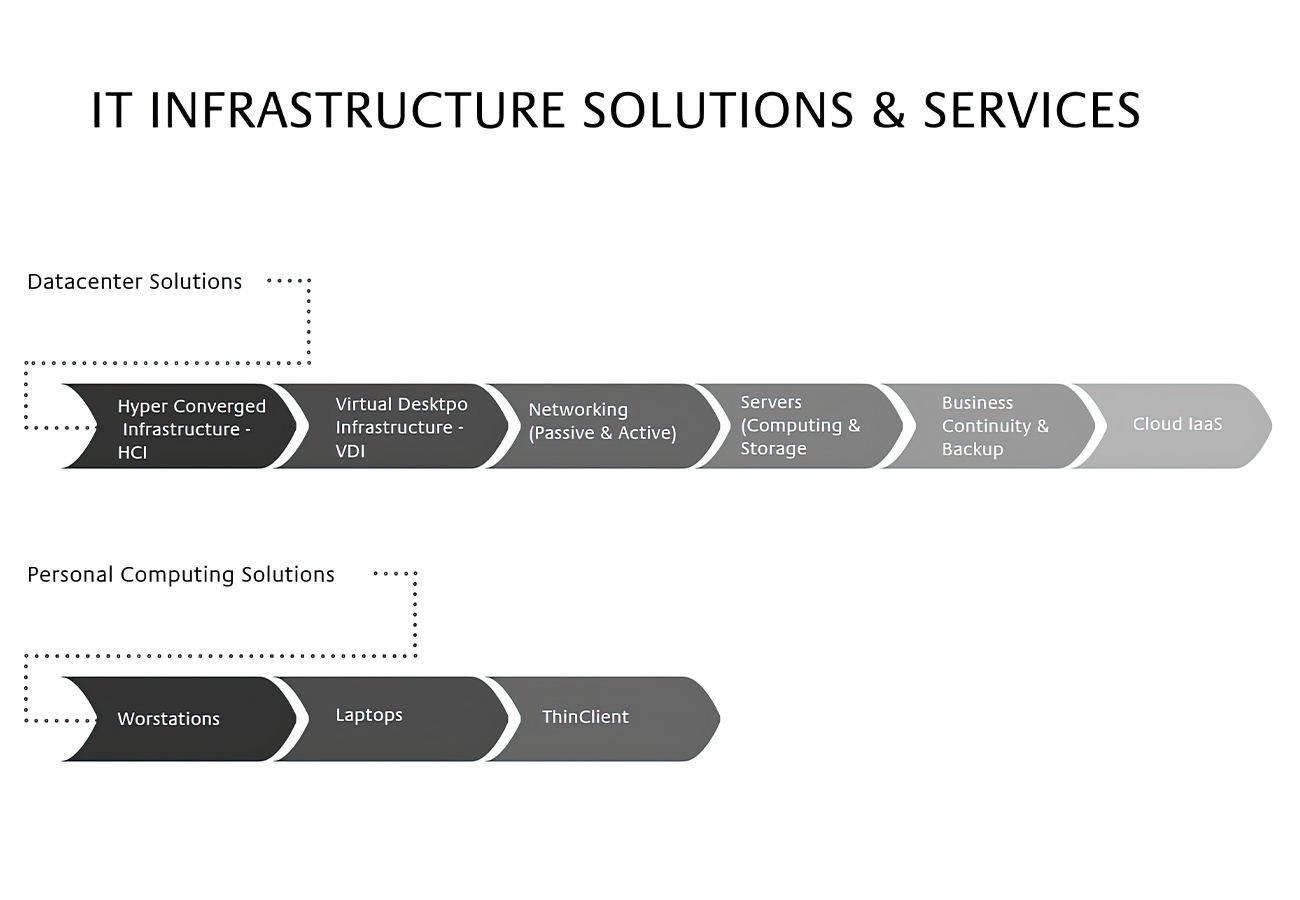 IT INFRASTRUCTURE SOLUTIONS & SERVICES
Datacenter Solutions
Hyper Converged
Infrastructure -
HCI
Virtual Desktpo
Infrastructure -
VDI
Networking
(Passive & Active)
Servers
(Computing &
Storage
Business
Continuity &
Backup
Cloud IaaS
Personal Computing Solutions
Worstations
Laptops
ThinClient